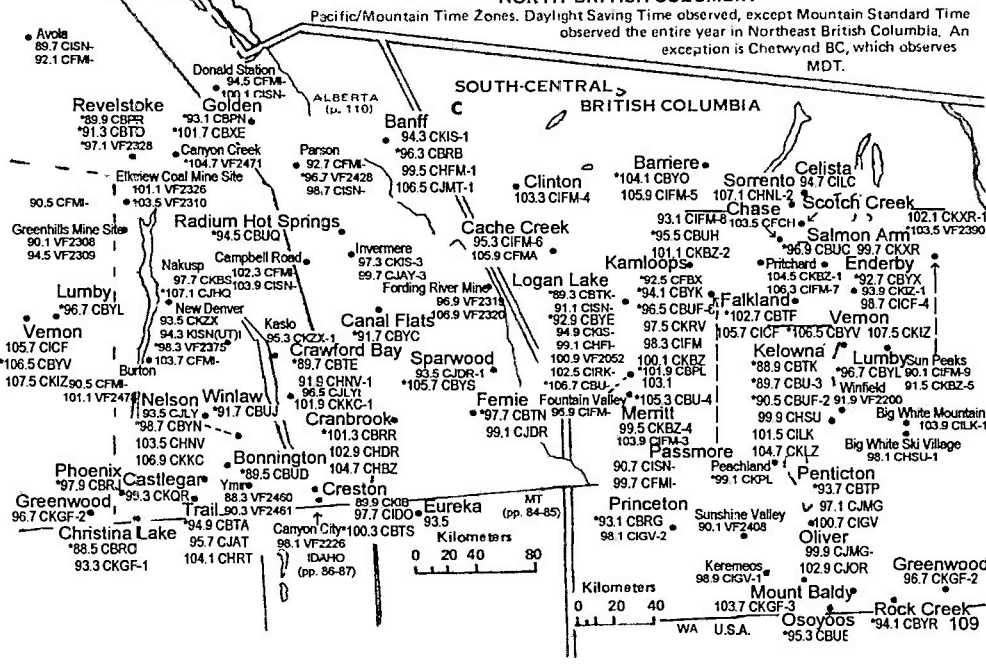 NORTH BRITISH COLUMBIA
Pacific/Mountain Time Zones. Daylight Saving Time observed, except Mountain Standard Time
observed the entire year in Northeast British Columbia. An
exception is Chetwynd BC, which observes
MDT.
Avola
89.7 CISN-
92.1 CFMI-
Donald Station
94.5 CFMI-
100.1 CISN-
Revelstoke
*89.9 CBPR
*91.3 CBTD
*97.1 VF2328
Golden
*93.1 CBPN
*101.7 CBXE
Canyon Creek
*104.7 VF2471
ALBERTA
(p. 110)
C
Banff
94.3 CKIS-1
*96.3 CBRB
99.5 CHFM-1
106.5 CJMT-1
Parson
92.7 CFMI-
*96.7 VF2428
98.7 CISN-
Elkview Coal Mine Site
101.1 VF2326
103.5 VF2310
90.5 CFMI-
Greenhills Mine Site
90.1 VF2308
94.5 VF2309
Radium Hot Springs
*94.5 CBUQ
Campbell Road
102.3 CFMI-
103.9 CISN-
Invermere
97.3 CKIS-3
99.7 CJAY-3
Fording River Mine
96.9 VF2319
106.9 VF2320
Nakusp
97.7 CKBS
*107.1 CJHQ
New Denver
93.5 CKZX
94.3 KISN(UT)!
*98.3 VF2375
103.7 CFMI-
Lumby
*96.7 CBYL
Vernon
105.7 CICF
*106.5 CBYV
107.5 CKIZ
90.5 CFMI-
101.1 VF247
Burton
Kaslo
95.3 CKZX-1
Canal Flats
*91.7 CBYC
Crawford Bay
*89.7 CBTE
91.9 CHNV-1
96.5 CJLY!
101.9 CKKC-1
Sparwood
93.5 CJDR-1
*105.7 CBYS
Fernie
*97.7 CBTN
99.1 CJDR
Nelson
93.5 CJLY
*98.7 CBYN
103.5 CHNV
106.9 CKKC
Winlaw
*91.7 CBUJ
Cranbrook
*101.3 CBRR
102.9 CHDR
104.7 CHBZ
Bonnington
*89.5 CBUD
Ymir
88.3 VF2460
90.3 VF2461
Phoenix
*97.9 CBRJ
Castlegar
99.3 CKQR
Greenwood
96.7 CKGF-2
Christina Lake
*88.5 CBRO
93.3 CKGF-1
Trail
*94.9 CBTA
95.7 CJAT
104.1 CHRT
Creston
89.9 CKIB
97.7 CIDO
*100.3 CBTS
Canyon City
98.1 VF2226
IDAHO
(pp. 86-87)
Eureka
93.5
MT
(pp. 84-85)
Kilometers
0 20 40 80
SOUTH-CENTRAL
BRITISH COLUMBIA
Clinton
103.3 CIFM-4
Barriere
*104.1 CBYO
105.9 CIFM-5
Celista
94.7 CILC
Sorrento
107.1 CHNL-2
Scotch Creek
Chase
103.5 CFCH
93.1 CIFM-8
*95.5 CBUH
101.1 CKBZ-2
102.1 CKXR-1
*103.5 VF2390
Salmon Arm
*96.9 CBUC 99.7 CKXR
Cache Creek
95.3 CIFM-6
105.9 CFMA
Kamloops
*92.5 CFBX
*94.1 CBYK
*96.5 CBUF-6
97.5 CKRV
98.3 CIFM
100.1 CKBZ
*101.9 CBPL
103.1
*105.3 CBU-4
Logan Lake
*89.3 CBTK-
91.1 CISN-
*92.9 CBYE
94.9 CKIS-
99.1 CHFI-
100.9 VF2052
102.5 CIRK-
*106.7 CBU-
Pritchard
104.5 CKBZ-1
106.3 CIFM-7
Enderby
*92.7 CBYX
93.9 CKIZ-1
98.7 CICF-4
Falkland
*102.7 CBTF
Vernon
105.7 CICF *106.5 CBYV 107.5 CKIZ
Kelowna
*88.9 CBTK
*89.7 CBU-3
*90.5 CBUF-2
99.9 CHSU
101.5 CILK
104.7 CKLZ
Lumby
*96.7 CBYL
Sun Peaks
90.1 CIFM-9
91.5 CKBZ-5
Winfield
91.9 VF2200
Big White Mountain
103.9 CILK-1
Big White Ski Village
98.1 CHSU-1
Fountain Valley
95.9 CIFM-
Merritt
99.5 CKBZ-4
103.9 CIFM-3
Passmore
90.7 CISN-
99.7 CFMI-
Peachland
*99.1 CKPL
Penticton
*93.7 CBTP
97.1 CJMG
100.7 CIGV
Princeton
*93.1 CBRG
98.1 CIGV-2
Sunshine Valley
90.1 VF2408
Oliver
99.9 CJMG-
102.9 CJOR
Keremeos
98.9 CKGV-1
Greenwood
96.7 CKGF-2
Mount Baldy
103.7 CKGF-3
Rock Creek
*94.1 CBYR
Osoyoos
*95.3 CBUE
Kilometers
0 20 40
WA U.S.A.
109